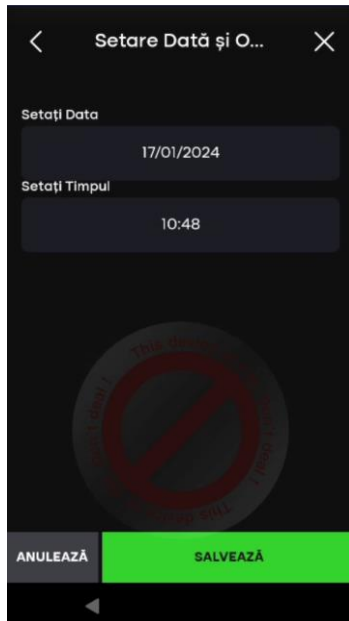 Setare Dată și O...
Setați Data
17/01/2024
Setați Timpul
10:48
ANULEAZĂ
SALVEAZĂ